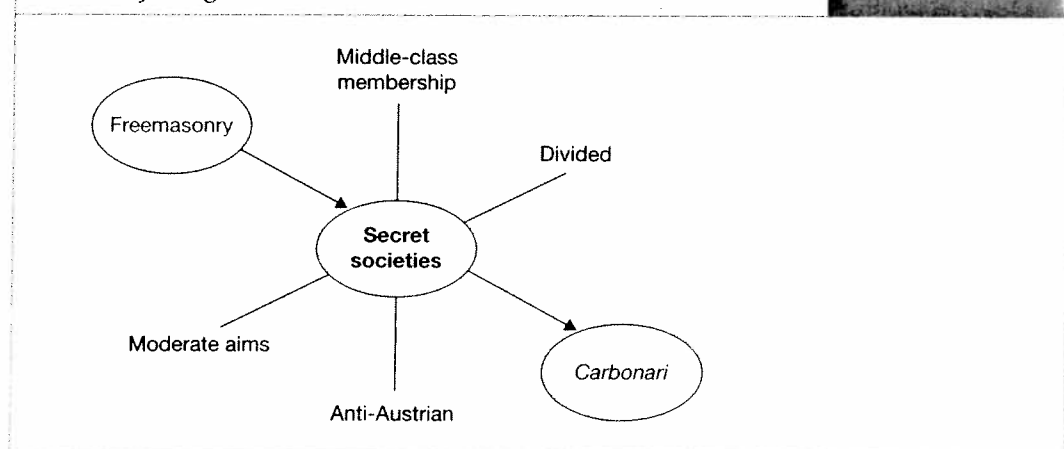 Middle-class
membership
Freemasonry
Divided
Secret
societies
Moderate aims
Carbonari
Anti-Austrian